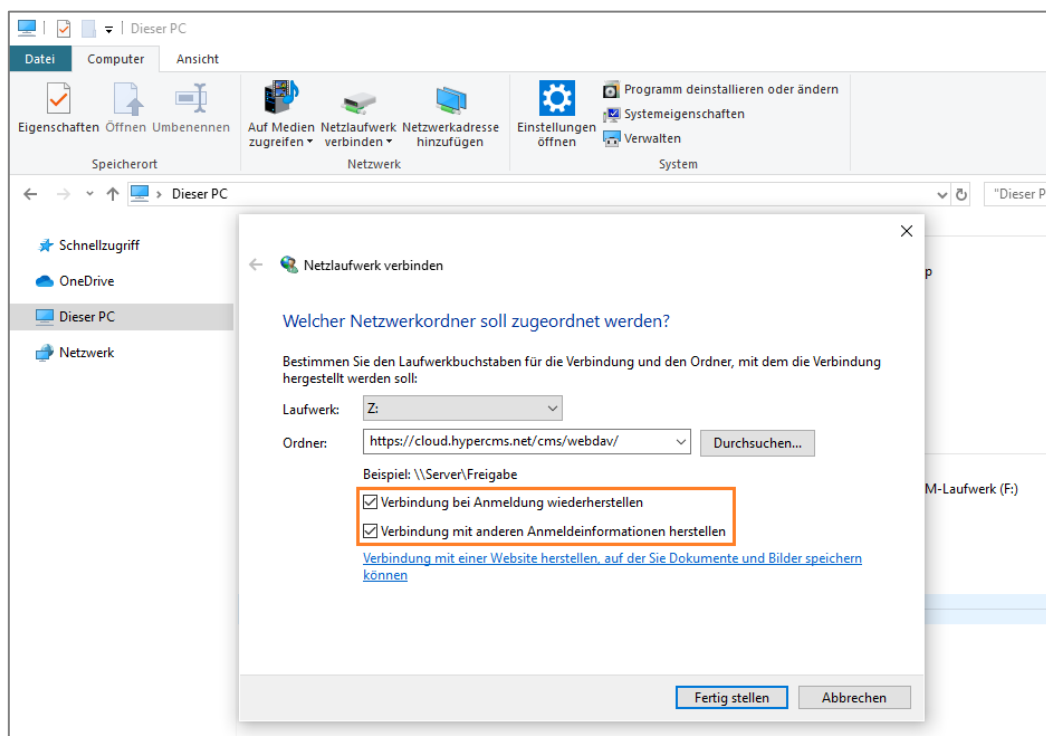 Dieser PC
Datei Computer Ansicht
Eigenschaften Öffnen Umbenennen
Auf Medien zugreifen
Netzlaufwerk verbinden
Netzwerkadresse hinzufügen
Einstellungen öffnen
Programm deinstallieren oder ändern
Systemeigenschaften
Verwalten
Speicherort Netzwerk System
Dieser PC
"Dieser P
Schnellzugriff
OneDrive
Dieser PC
Netzwerk
Netzlaufwerk verbinden
Welcher Netzwerkordner soll zugeordnet werden?
Bestimmen Sie den Laufwerkbuchstaben für die Verbindung und den Ordner, mit dem die Verbindung
hergestellt werden soll:
Laufwerk: Z:
Ordner: https://cloud.hypercms.net/cms/webdav/ Durchsuchen...
Beispiel: \\Server\Freigabe
Verbindung bei Anmeldung wiederherstellen
Verbindung mit anderen Anmeldeinformationen herstellen
Verbindung mit einer Website herstellen, auf der Sie Dokumente und Bilder speichern
können
Fertig stellen Abbrechen
p
M-Laufwerk (F:)